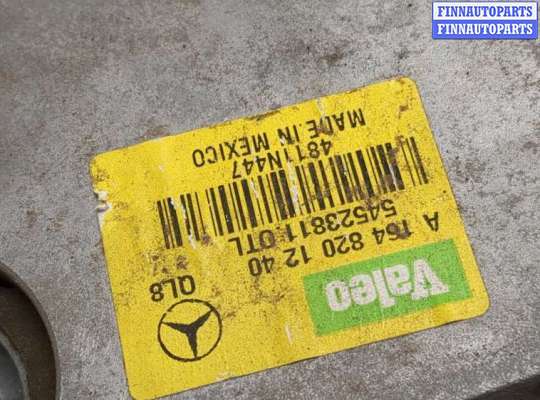 FINNAUTOPARTS
FINNAUTOPARTS
Valeo
A 164 820 12 40
54523811 OTL
QL8
4811N447
MADE IN MEXICO